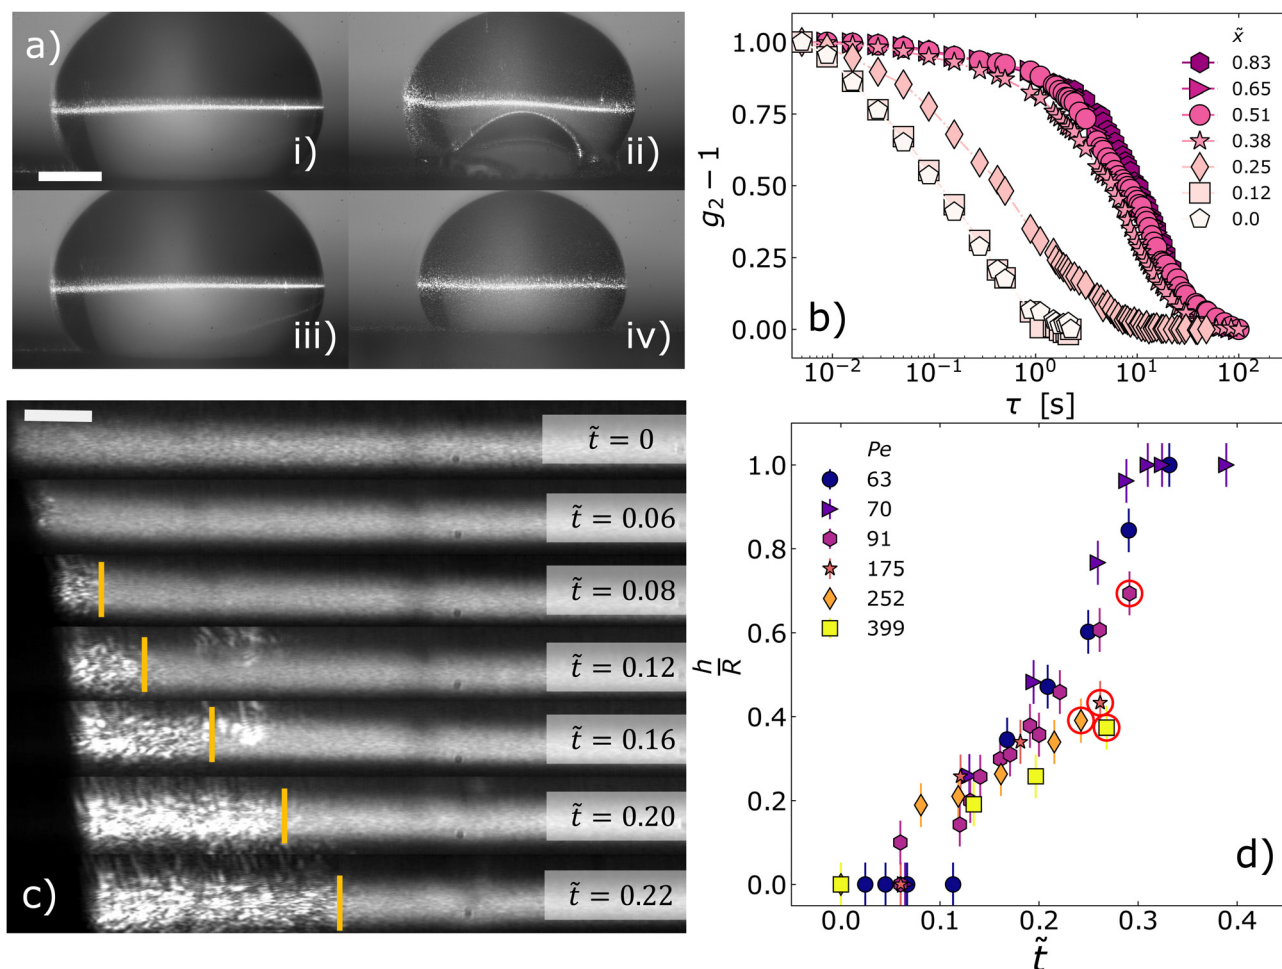 a)
i)
ii)
iii)
iv)
1.00
0.75
0.50
0.25
0.00
g₂ − 1
10⁻² 10⁻¹ 10⁰ 10¹ 10²
τ [s]
x̃
0.83
0.65
0.51
0.38
0.25
0.12
0.0
b)
t̃ = 0
t̃ = 0.06
t̃ = 0.08
t̃ = 0.12
t̃ = 0.16
t̃ = 0.20
t̃ = 0.22
c)
1.0
0.8
0.6
0.4
0.2
0.0
h
R
Pe
63
70
91
175
252
399
0.0 0.1 0.2 0.3 0.4
t̃
d)